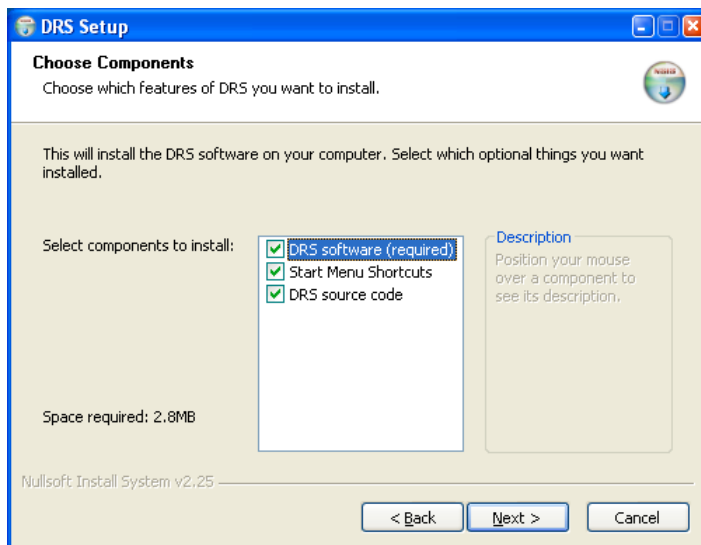 DRS Setup
Choose Components
Choose which features of DRS you want to install.
This will install the DRS software on your computer. Select which optional things you want
installed.
Select components to install:
DRS software (required)
Start Menu Shortcuts
DRS source code
Description
Position your mouse
over a component to
see its description.
Space required: 2.8MB
Nullsoft Install System v2.25
< Back
Next >
Cancel